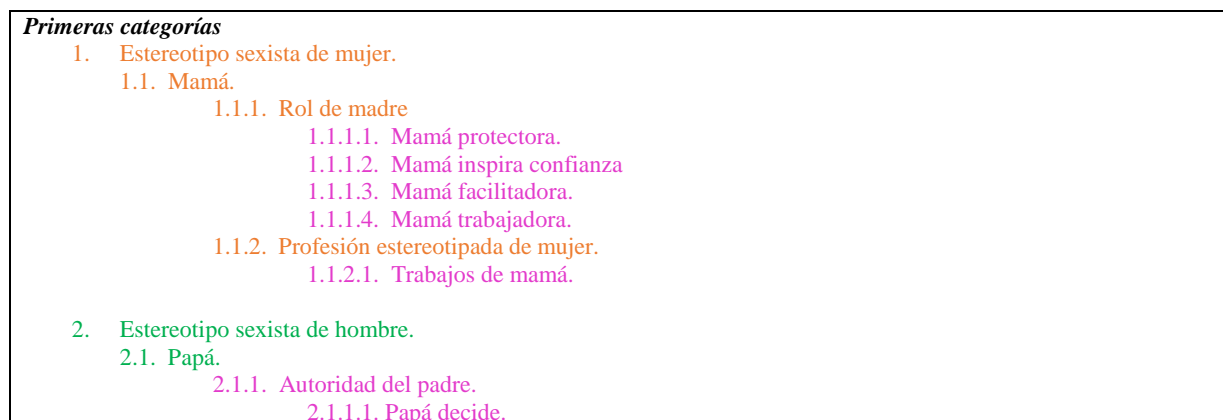 Primeras categorías
1. Estereotipo sexista de mujer.
1.1. Mamá.
1.1.1. Rol de madre
1.1.1.1. Mamá protectora.
1.1.1.2. Mamá inspira confianza
1.1.1.3. Mamá facilitadora.
1.1.1.4. Mamá trabajadora.
1.1.2. Profesión estereotipada de mujer.
1.1.2.1. Trabajos de mamá.
2. Estereotipo sexista de hombre.
2.1. Papá.
2.1.1. Autoridad del padre.
2.1.1.1. Papá decide.